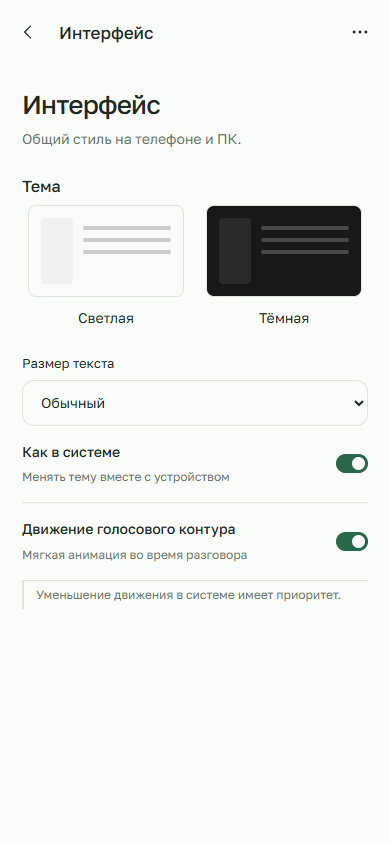 Интерфейс
Интерфейс
Общий стиль на телефоне и ПК.
Тема
Светлая
Тёмная
Размер текста
Обычный
Как в системе
Менять тему вместе с устройством
Движение голосового контура
Мягкая анимация во время разговора
Уменьшение движения в системе имеет приоритет.